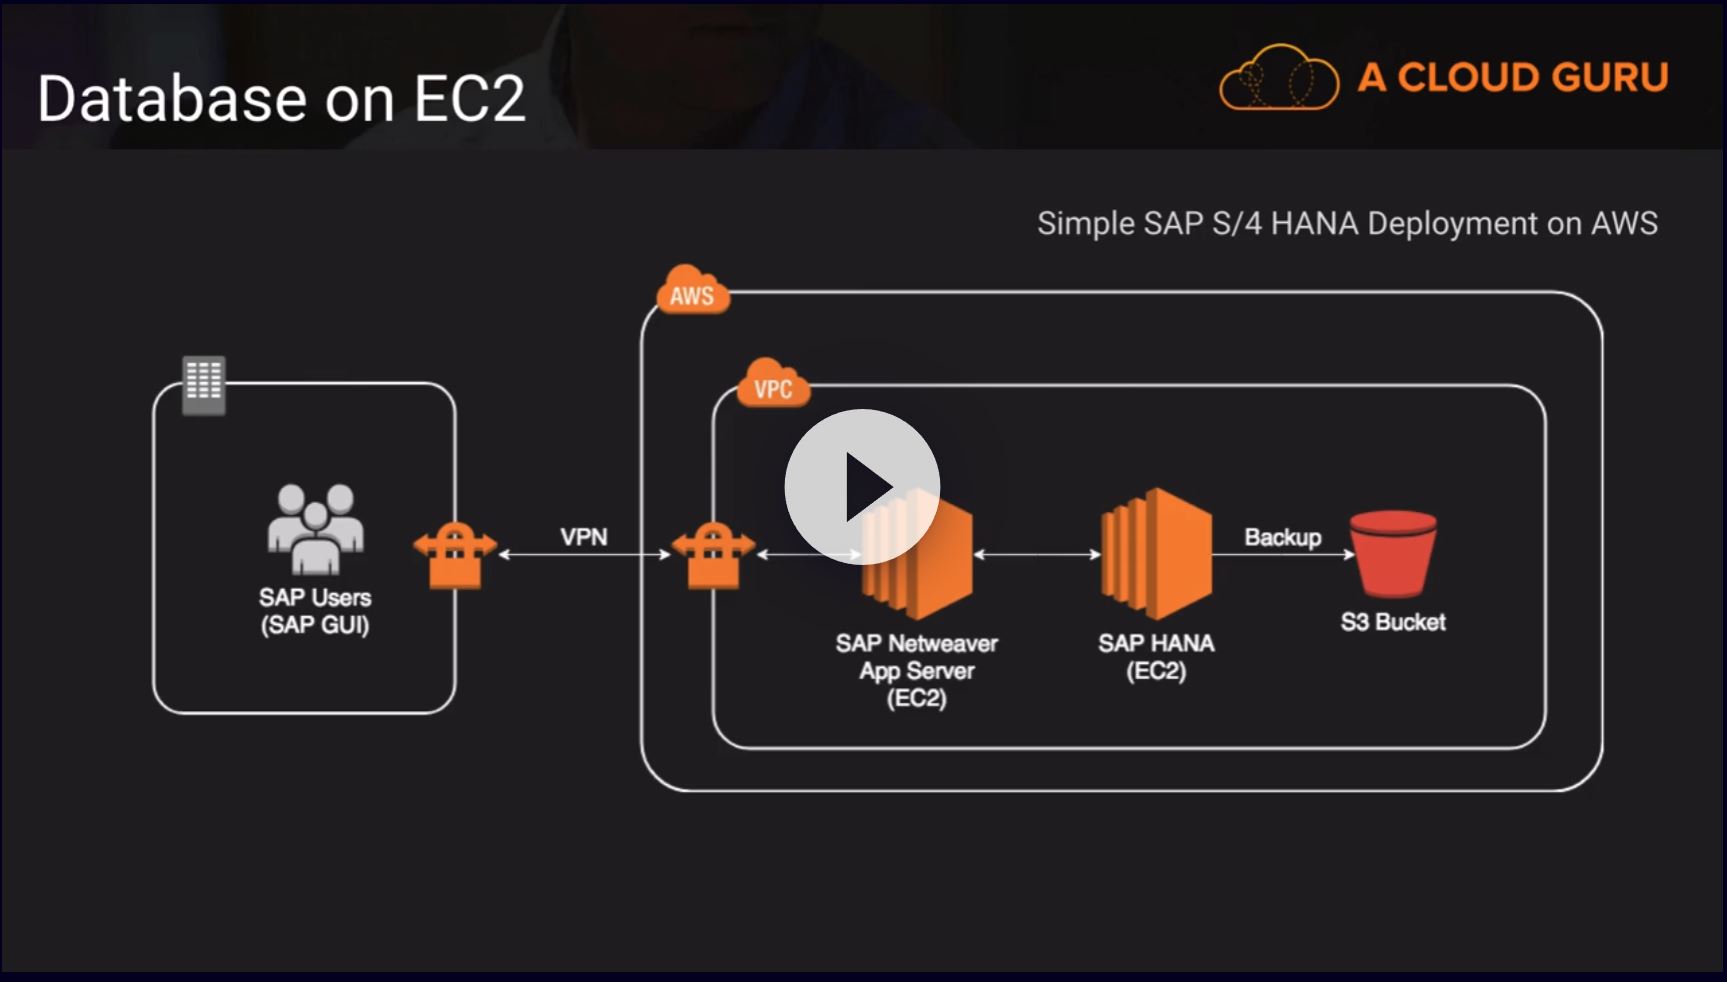 Database on EC2
A CLOUD GURU
Simple SAP S/4 HANA Deployment on AWS
AWS
VPC
VPN
Backup
SAP Users
(SAP GUI)
SAP Netweaver
App Server
(EC2)
SAP HANA
(EC2)
S3 Bucket